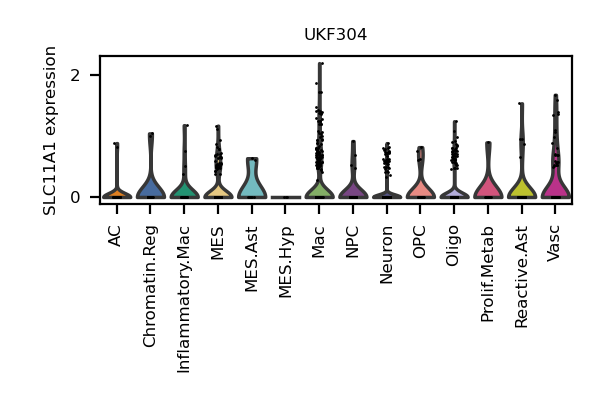 UKF304
SLC11A1 expression
2
0
AC
Chromatin.Reg
Inflammatory.Mac
MES
MES.Ast
MES.Hyp
Mac
NPC
Neuron
OPC
Oligo
Prolif.Metab
Reactive.Ast
Vasc